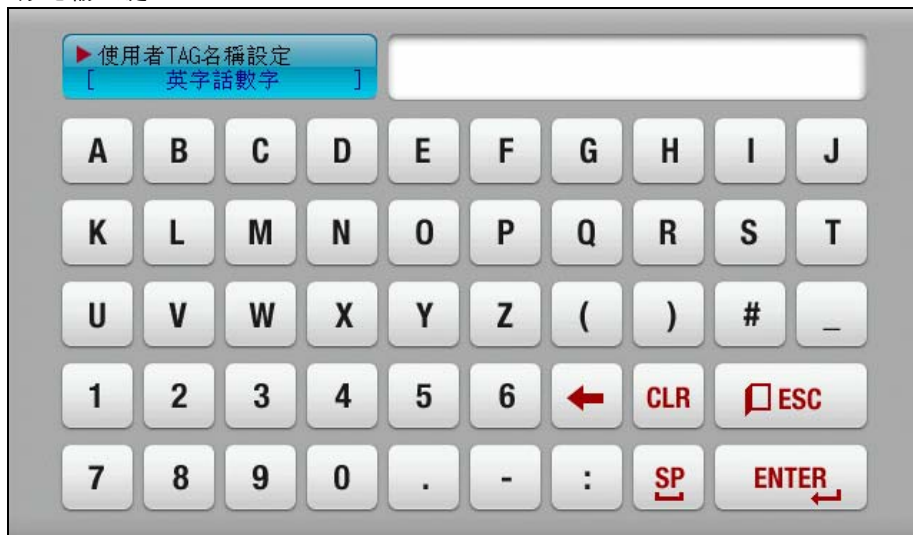 ▶使用者TAG名稱設定
[ 英字話數字 ]
A B C D E F G H I J
K L M N O P Q R S T
U V W X Y Z ( ) # _
1 2 3 4 5 6 ← CLR ESC
7 8 9 0 . - : SP ENTER